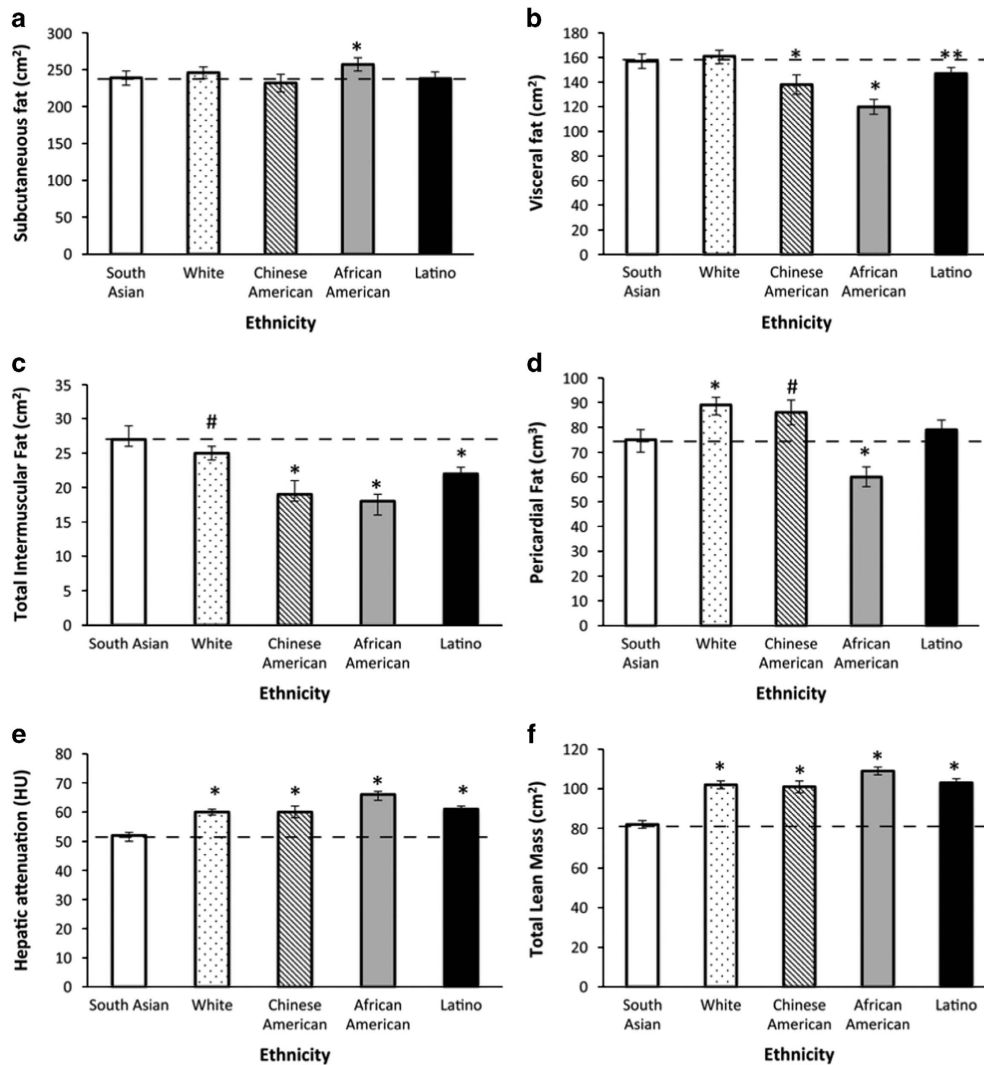 a
Subcutaneuous fat (cm²)
300
250
200
150
100
50
0
*
South Asian
White
Chinese American
African American
Latino
Ethnicity
b
Visceral fat (cm²)
180
160
140
120
100
80
60
40
20
0
*
*
**
South Asian
White
Chinese American
African American
Latino
Ethnicity
c
Total Intermuscular Fat (cm²)
35
30
25
20
15
10
5
0
#
*
*
*
South Asian
White
Chinese American
African American
Latino
Ethnicity
d
Pericardial Fat (cm³)
100
90
80
70
60
50
40
30
20
10
0
*
#
*
South Asian
White
Chinese American
African American
Latino
Ethnicity
e
Hepatic attenuation (HU)
80
70
60
50
40
30
20
10
0
*
*
*
*
South Asian
White
Chinese American
African American
Latino
Ethnicity
f
Total Lean Mass (cm²)
120
100
80
60
40
20
0
*
*
*
*
South Asian
White
Chinese American
African American
Latino
Ethnicity